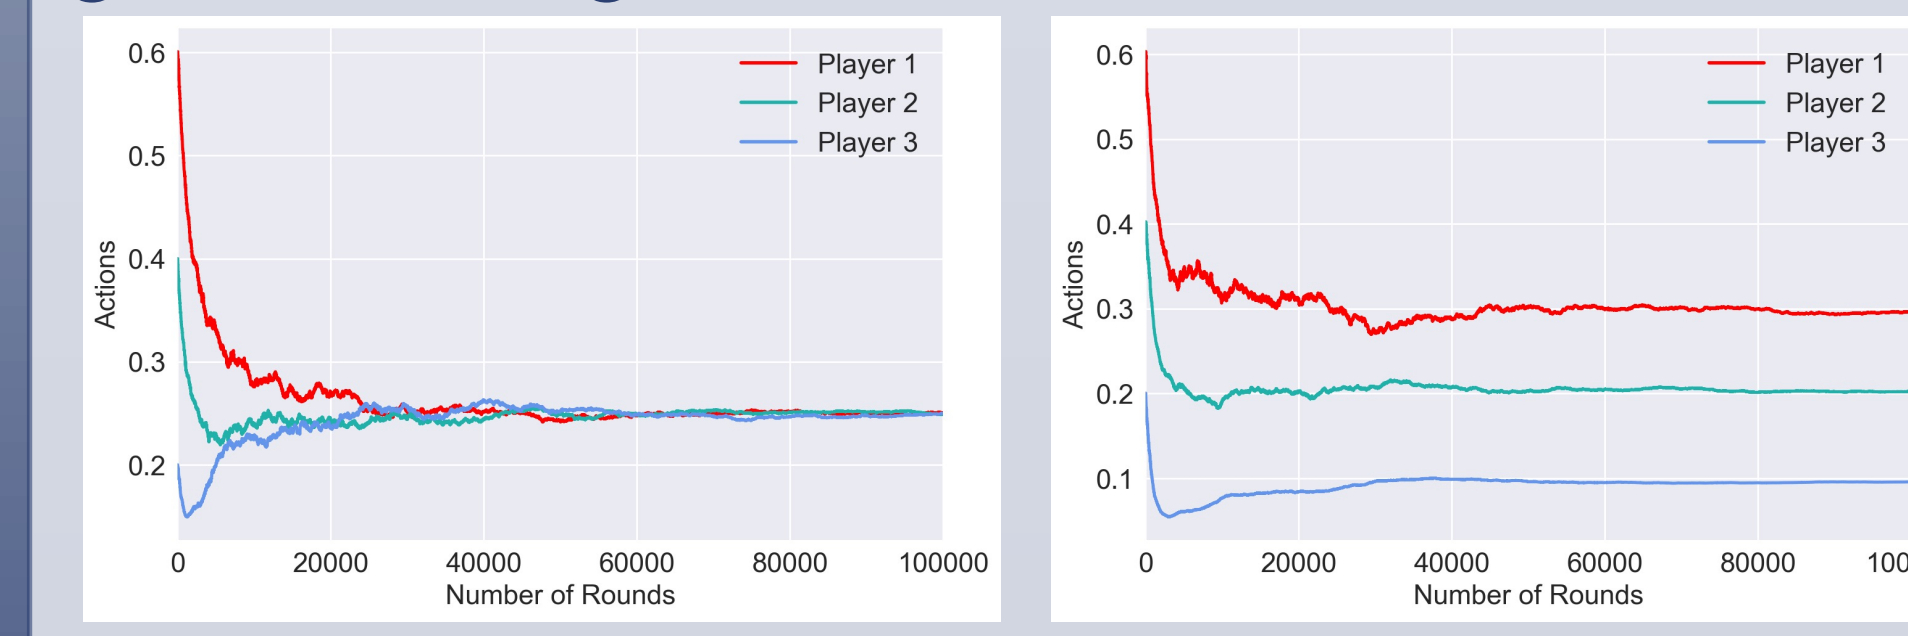 0.6
0.5
0.4
0.3
0.2
Actions
Player 1
Player 2
Player 3
0 20000 40000 60000 80000 100000
Number of Rounds
0.6
0.5
0.4
0.3
0.2
0.1
Actions
Player 1
Player 2
Player 3
0 20000 40000 60000 80000 100
Number of Rounds